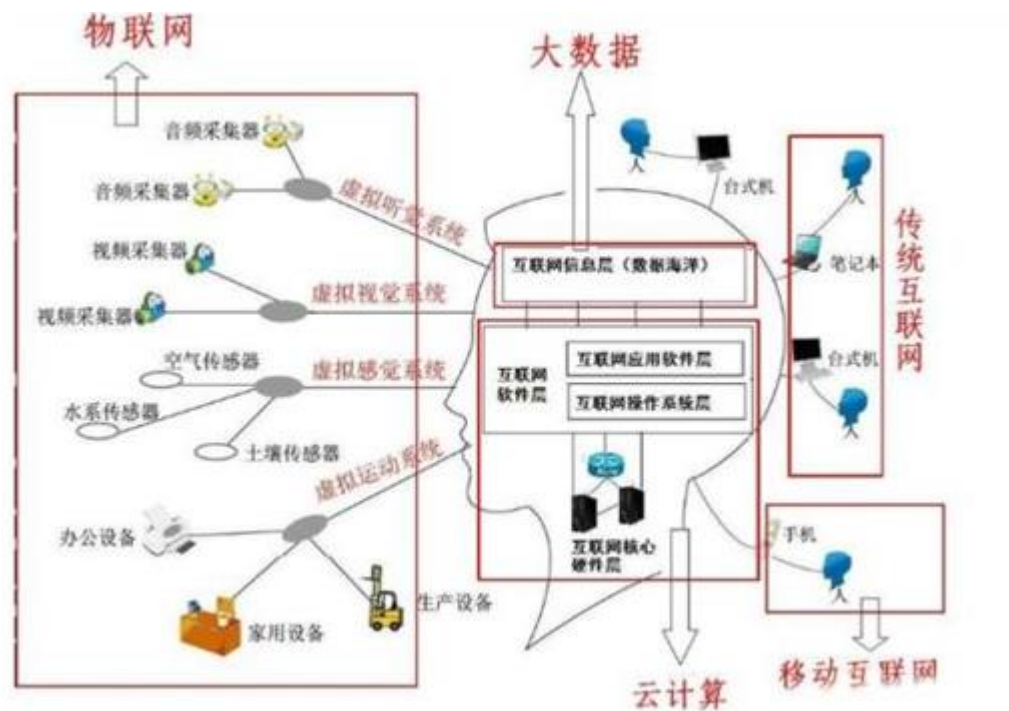 物联网
大数据
音频采集器
音频采集器
虚拟听觉系统
视频采集器
视频采集器
虚拟视觉系统
空气传感器
水系传感器
土壤传感器
虚拟感觉系统
虚拟运动系统
办公设备
家用设备
生产设备
互联网信息层（数据海洋）
互联网
软件层
互联网应用软件层
互联网操作系统层
互联网核心
硬件层
台式机
笔记本
台式机
传统互联网
手机
移动互联网
云计算